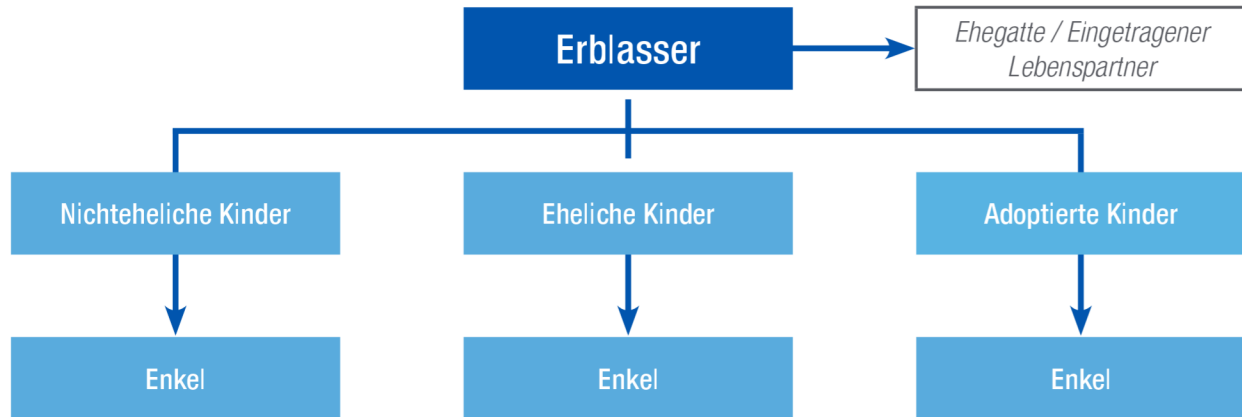 Erblasser
Ehegatte / Eingetragener
Lebenspartner
Nichteheliche Kinder
Eheliche Kinder
Adoptierte Kinder
Enkel
Enkel
Enkel